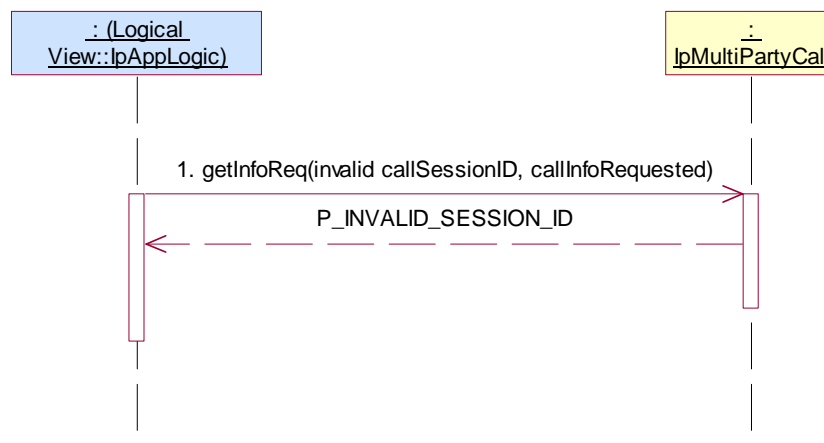 : (Logical
View::IpAppLogic)
:
IpMultiPartyCal
1. getInfoReq(invalid callSessionID, callInfoRequested)
P_INVALID_SESSION_ID